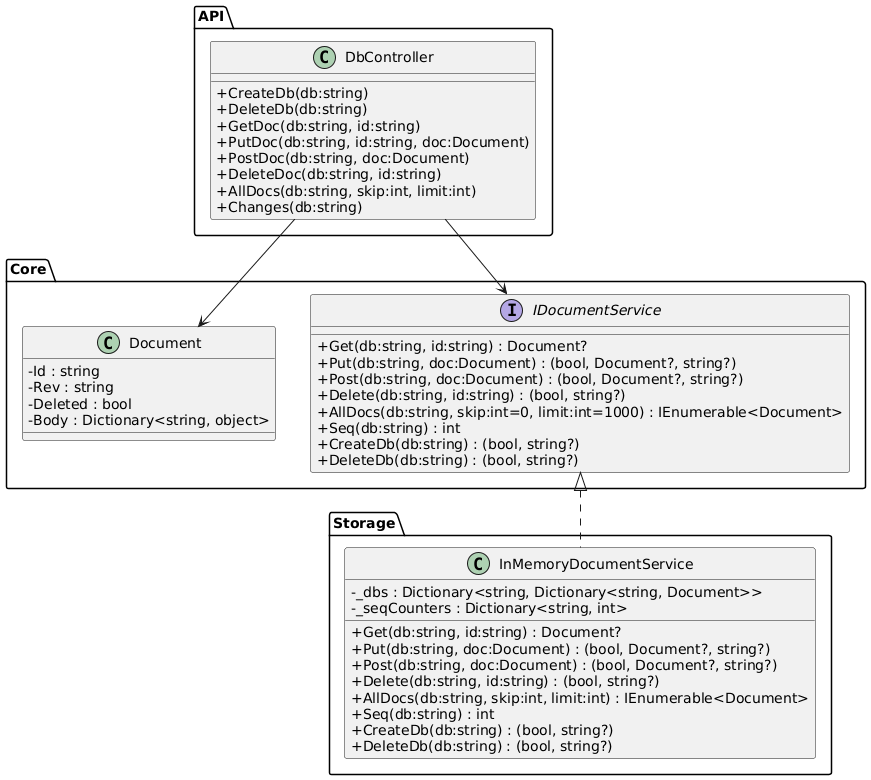 API
C DbController
+CreateDb(db:string)
+DeleteDb(db:string)
+GetDoc(db:string, id:string)
+PutDoc(db:string, id:string, doc:Document)
+PostDoc(db:string, doc:Document)
+DeleteDoc(db:string, id:string)
+AllDocs(db:string, skip:int, limit:int)
+Changes(db:string)
Core
C Document
-Id : string
-Rev : string
-Deleted : bool
-Body : Dictionary<string, object>
I IDocumentService
+Get(db:string, id:string) : Document?
+Put(db:string, doc:Document) : (bool, Document?, string?)
+Post(db:string, doc:Document) : (bool, Document?, string?)
+Delete(db:string, id:string) : (bool, string?)
+AllDocs(db:string, skip:int=0, limit:int=1000) : IEnumerable<Document>
+Seq(db:string) : int
+CreateDb(db:string) : (bool, string?)
+DeleteDb(db:string) : (bool, string?)
Storage
C InMemoryDocumentService
-_dbs : Dictionary<string, Dictionary<string, Document>>
-_seqCounters : Dictionary<string, int>
+Get(db:string, id:string) : Document?
+Put(db:string, doc:Document) : (bool, Document?, string?)
+Post(db:string, doc:Document) : (bool, Document?, string?)
+Delete(db:string, id:string) : (bool, string?)
+AllDocs(db:string, skip:int, limit:int) : IEnumerable<Document>
+Seq(db:string) : int
+CreateDb(db:string) : (bool, string?)
+DeleteDb(db:string) : (bool, string?)